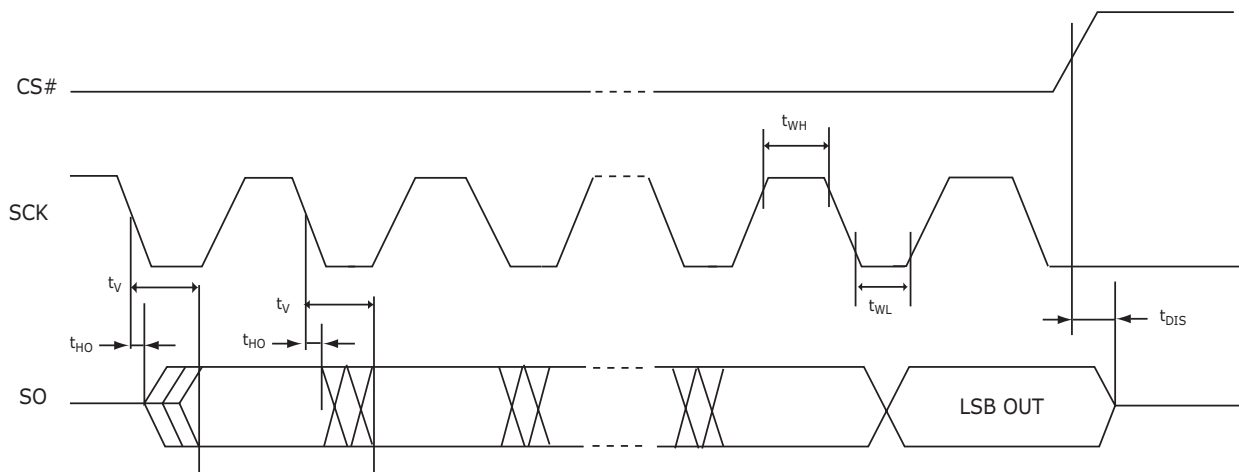 CS#
t_WH
SCK
t_V
t_V
t_WL
t_DIS
t_HO
t_HO
SO
LSB OUT